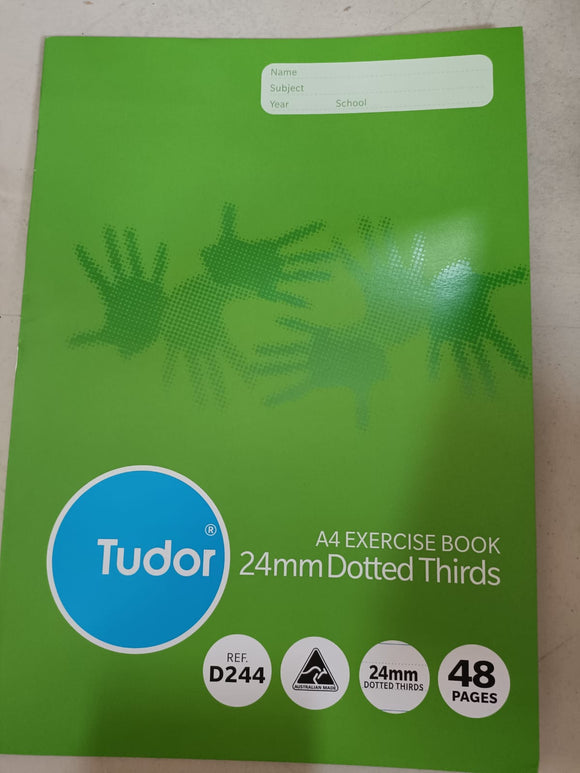 Name
Subject
Year School
Tudor®
A4 EXERCISE BOOK
24mm Dotted Thirds
REF.
D244
AUSTRALIAN MADE
24mm
DOTTED THIRDS
48
PAGES